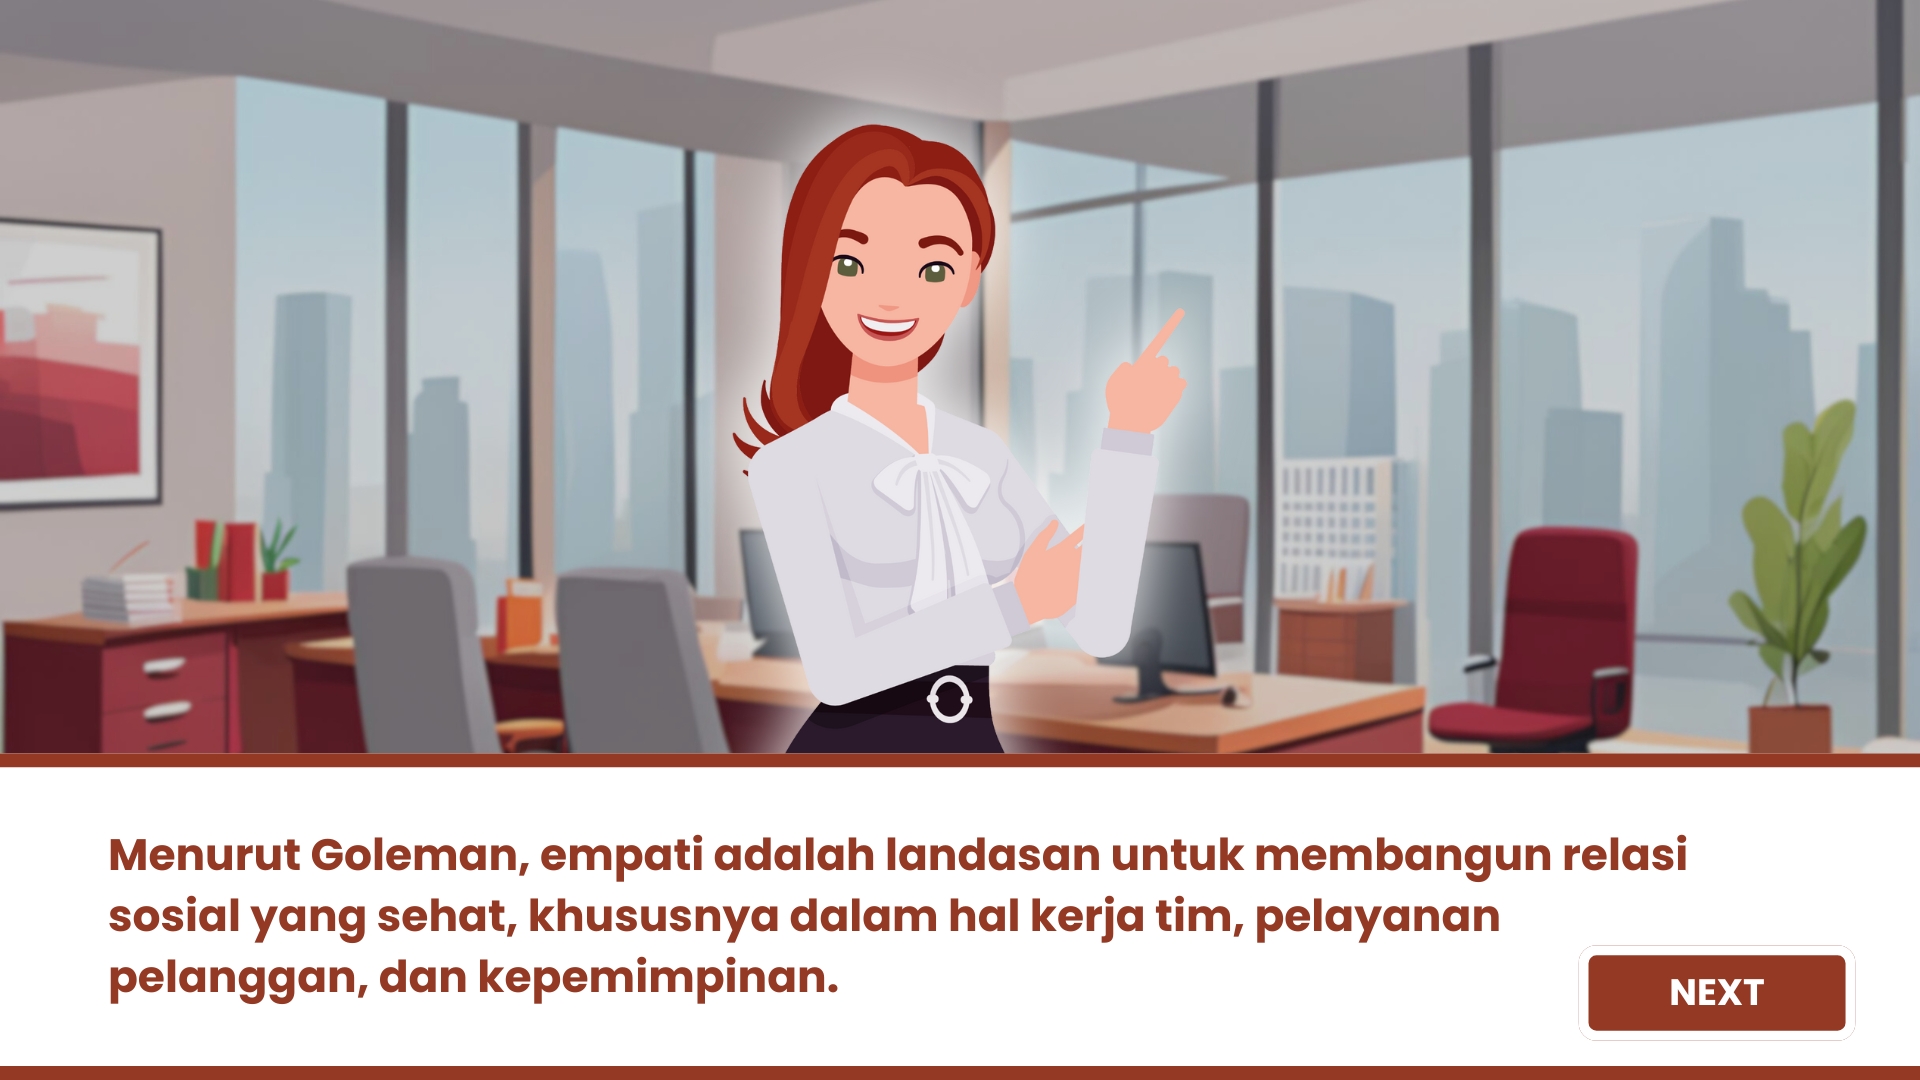 Menurut Goleman, empati adalah landasan untuk membangun relasi
sosial yang sehat, khususnya dalam hal kerja tim, pelayanan
pelanggan, dan kepemimpinan.
NEXT